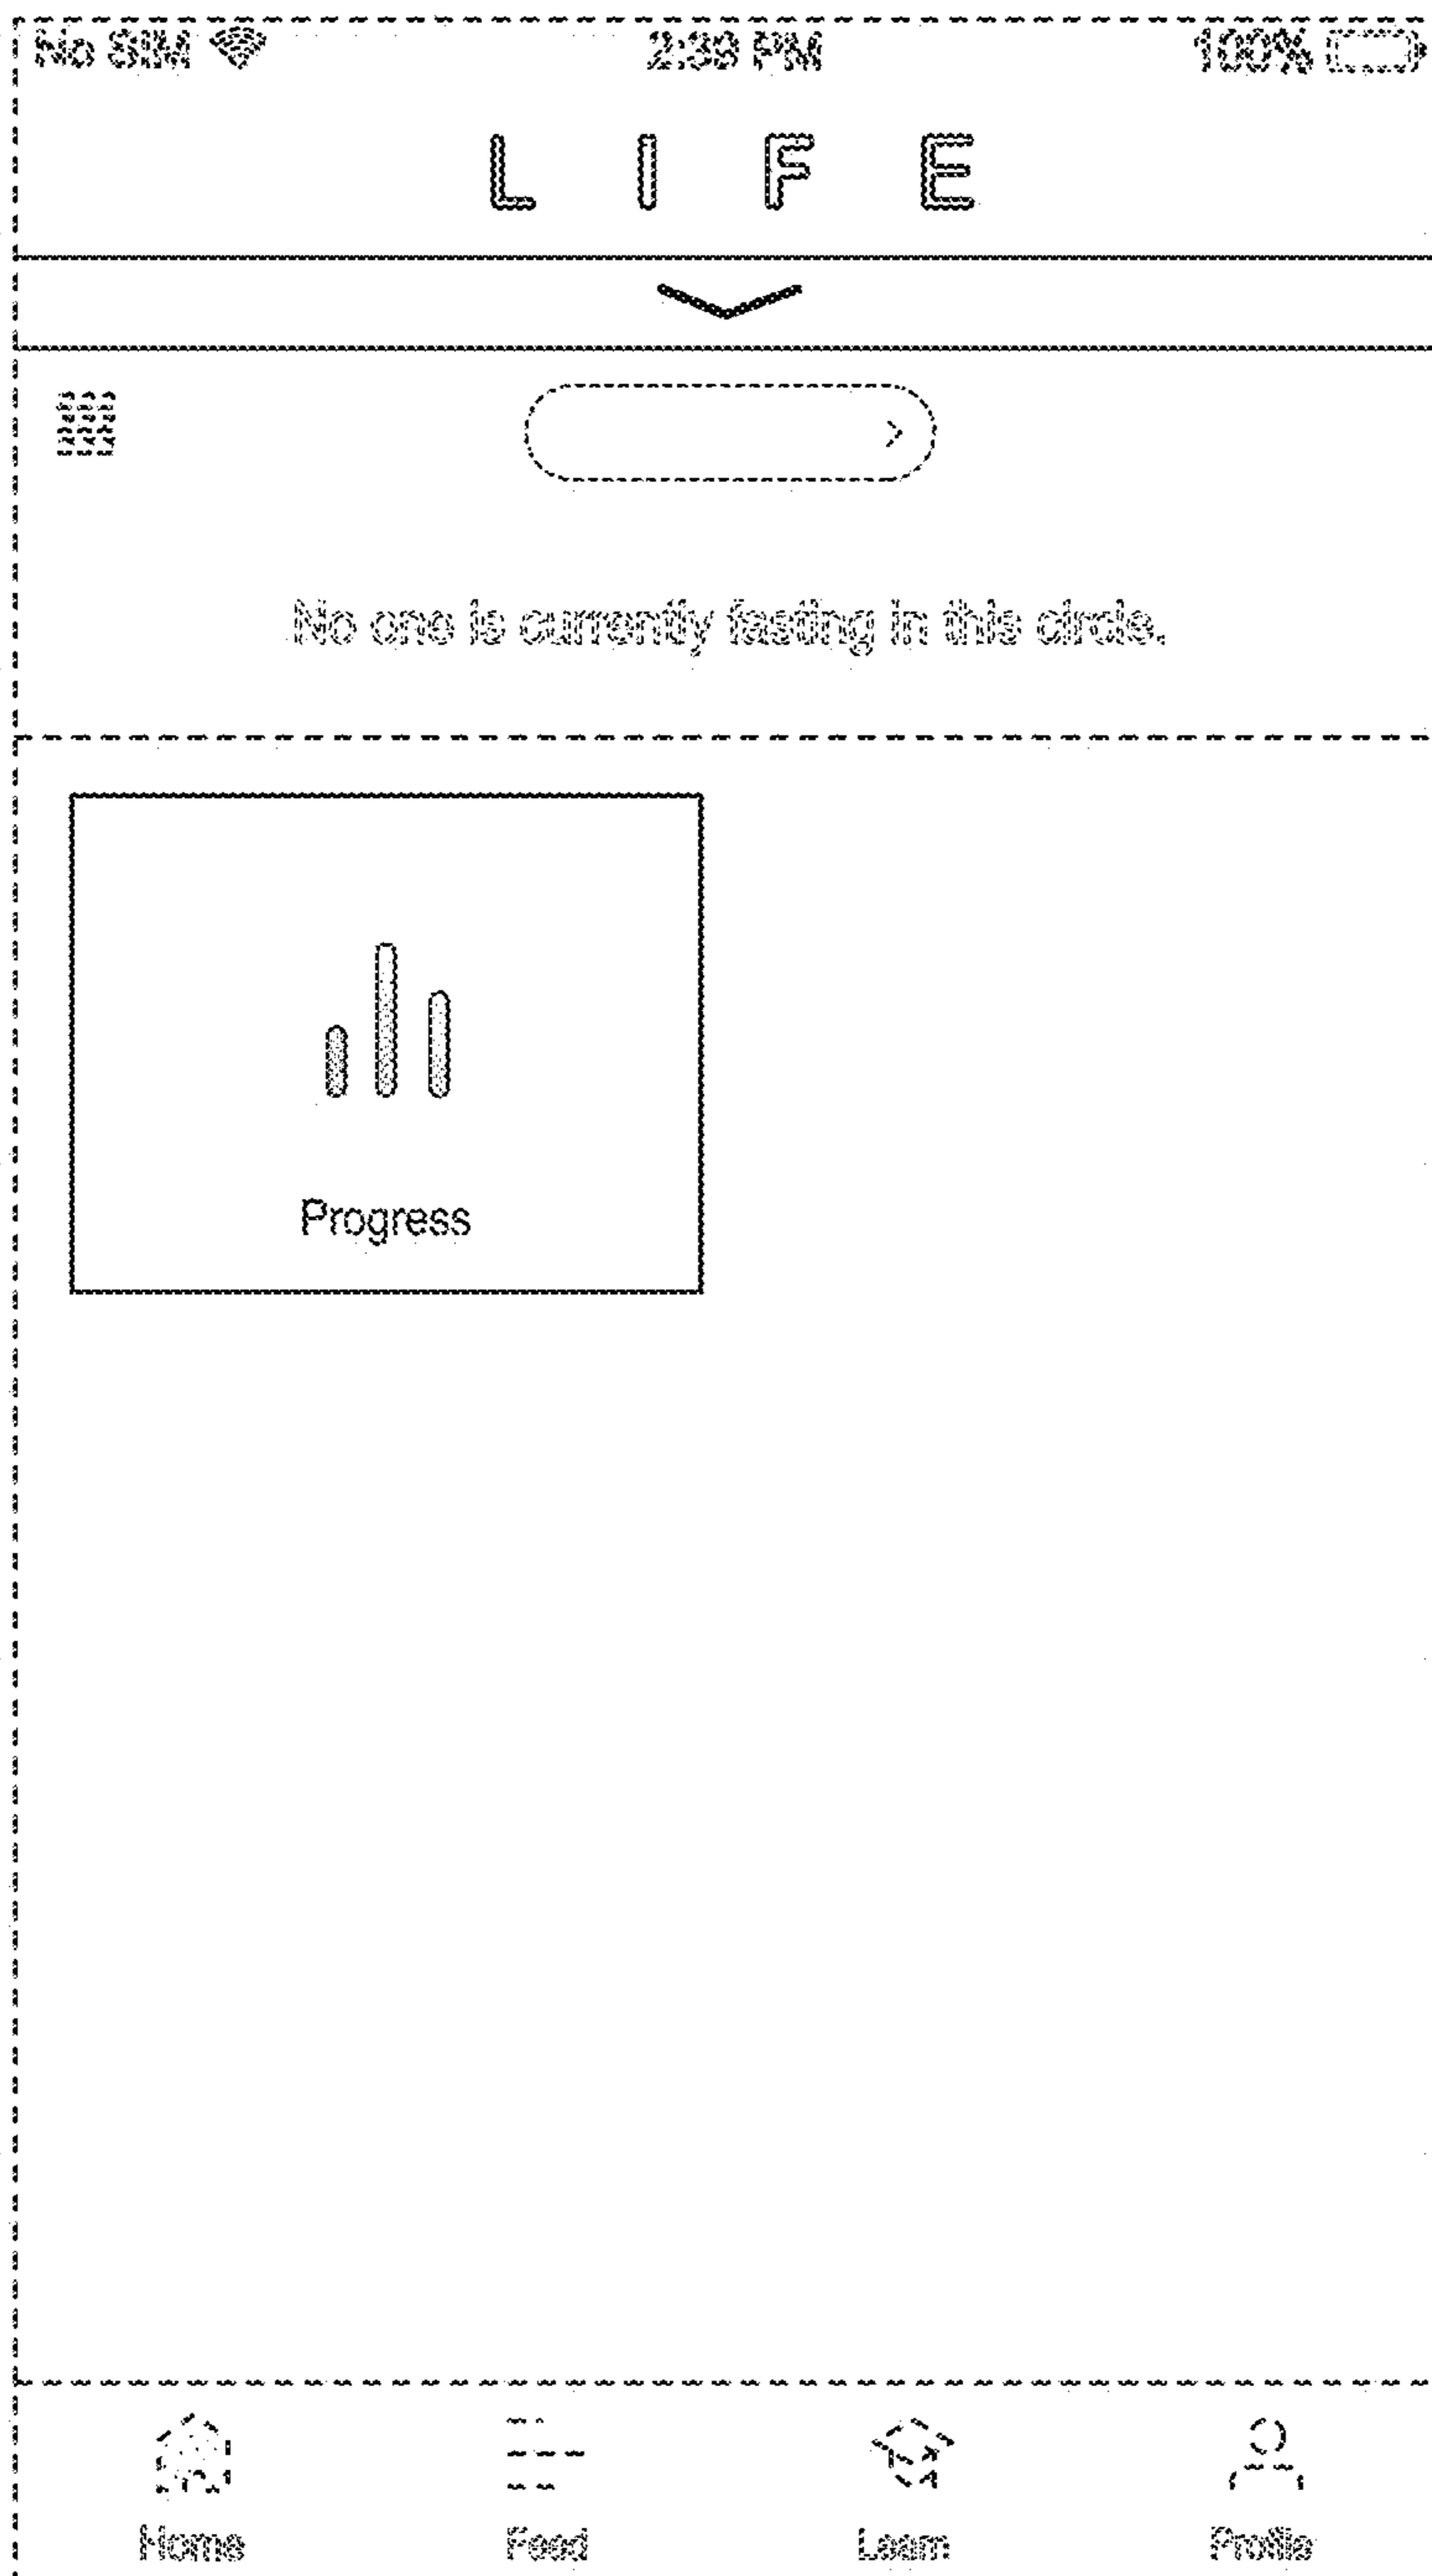 No SIM 2:39 PM 100%
L I F E
No one is currently fasting in this circle.
Progress
Home Feed Learn Profile